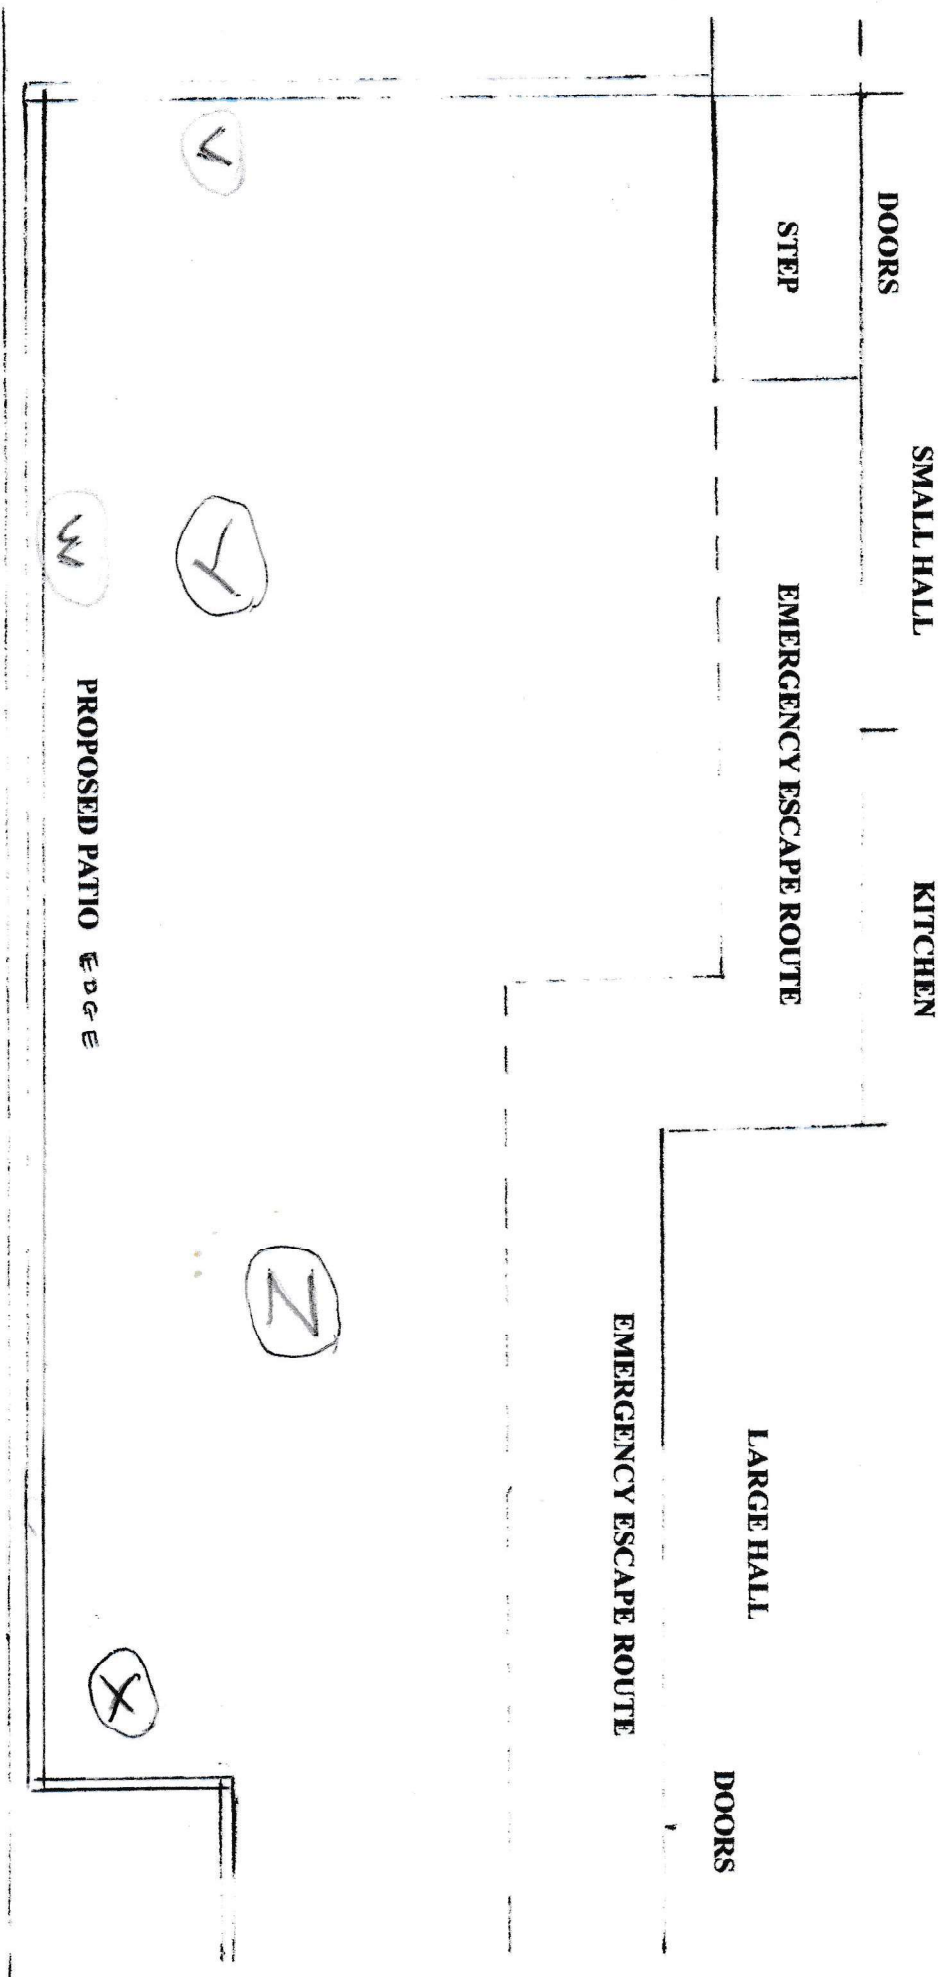 SMALL HALL
KITCHEN
DOORS
STEP
EMERGENCY ESCAPE ROUTE
LARGE HALL
DOORS
EMERGENCY ESCAPE ROUTE
Z
Y
V
X
W
PROPOSED PATIO EDGE